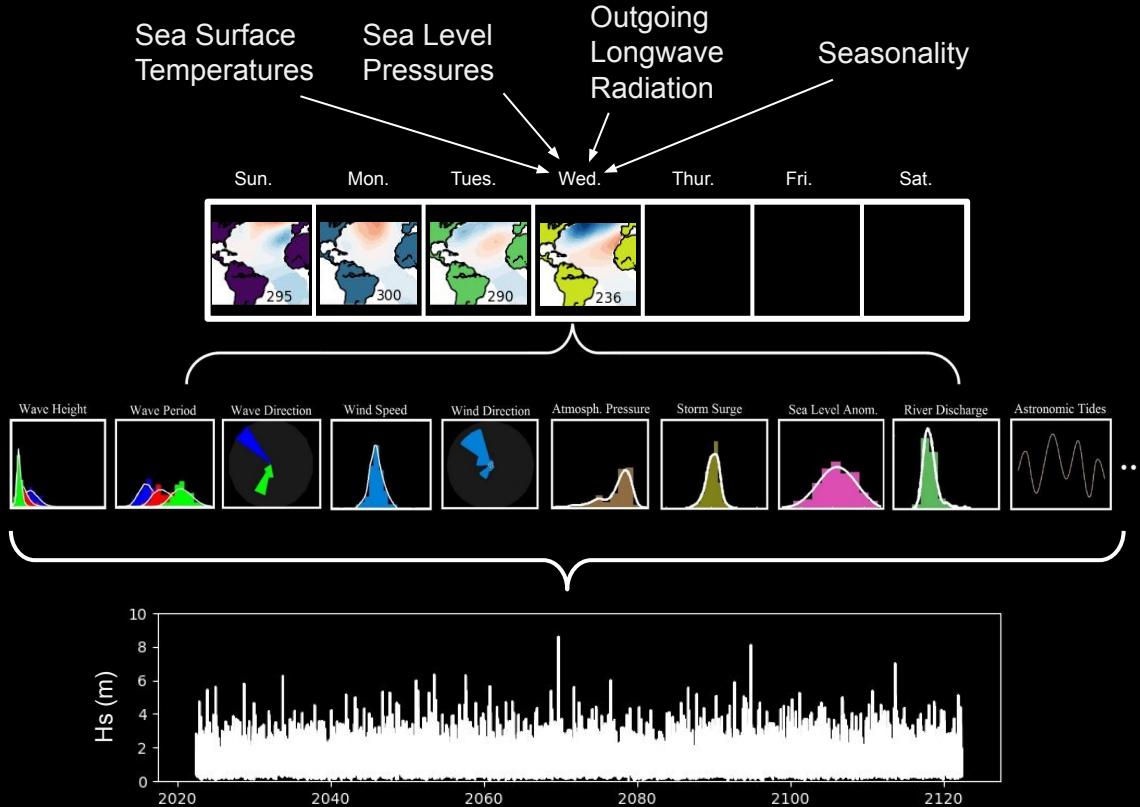 Sea Surface
Temperatures
Sea Level
Pressures
Outgoing
Longwave
Radiation
Seasonality
Sun.
Mon.
Tues.
Wed.
Thur.
Fri.
Sat.
295
300
290
236
Wave Height
Wave Period
Wave Direction
Wind Speed
Wind Direction
Atmosph. Pressure
Storm Surge
Sea Level Anom.
River Discharge
Astronomic Tides
..
10
8
6
4
2
0
Hs (m)
2020
2040
2060
2080
2100
2120